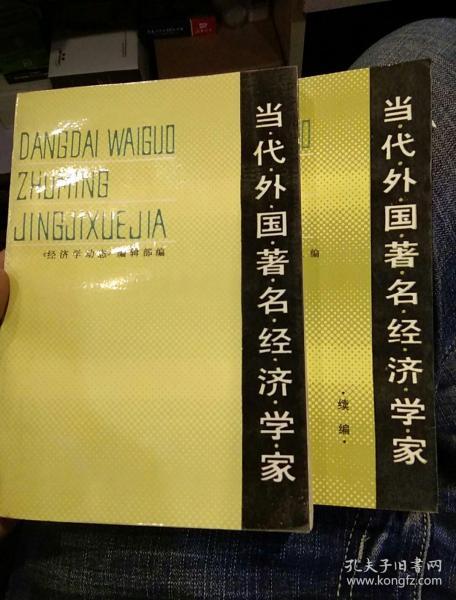 DANGDAI WAIGUO
ZHUMING
JINGJIXUEJIA
《经济学动态》编辑部编
当·代·外·国·著·名·经·济·学·家
O
编
·续编·
当·代·外·国·著·名·经·济·学·家
孔夫子旧书网
www.kongfz.com